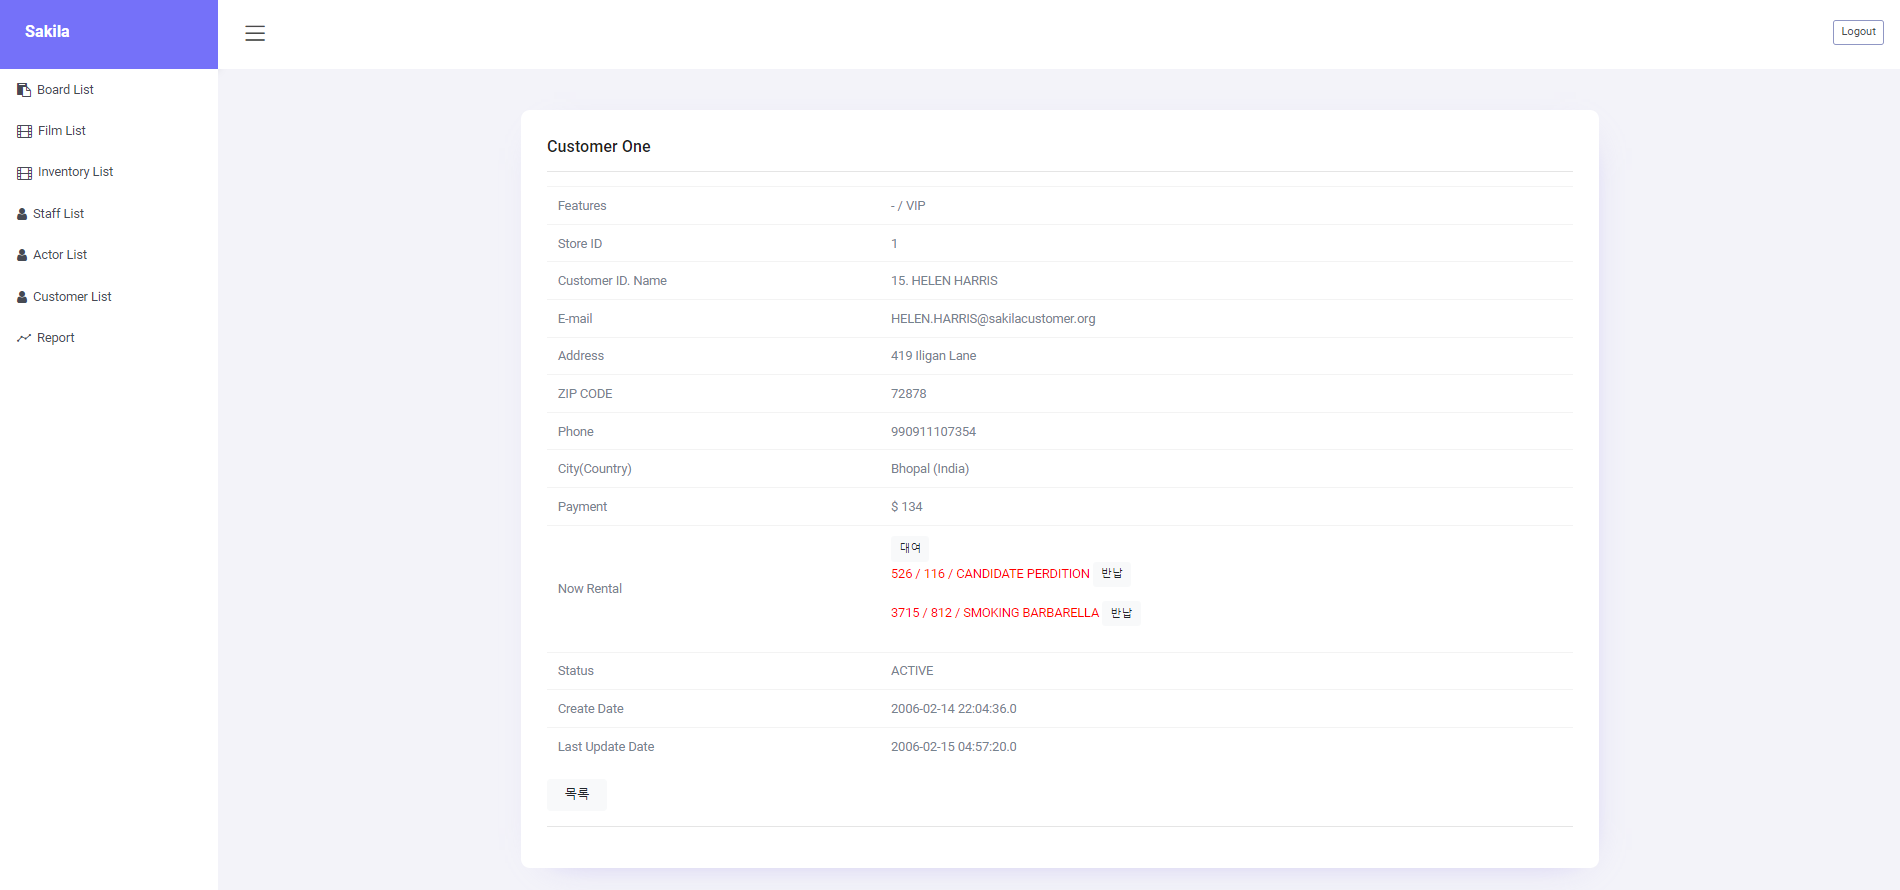 Sakila
Logout
Board List
Film List
Inventory List
Staff List
Actor List
Customer List
Report
Customer One
Features - / VIP
Store ID 1
Customer ID. Name 15. HELEN HARRIS
E-mail HELEN.HARRIS@sakilacustomer.org
Address 419 Iligan Lane
ZIP CODE 72878
Phone 990911107354
City(Country) Bhopal (India)
Payment $ 134
Now Rental
대여
526 / 116 / CANDIDATE PERDITION 반납
3715 / 812 / SMOKING BARBARELLA 반납
Status ACTIVE
Create Date 2006-02-14 22:04:36.0
Last Update Date 2006-02-15 04:57:20.0
목록